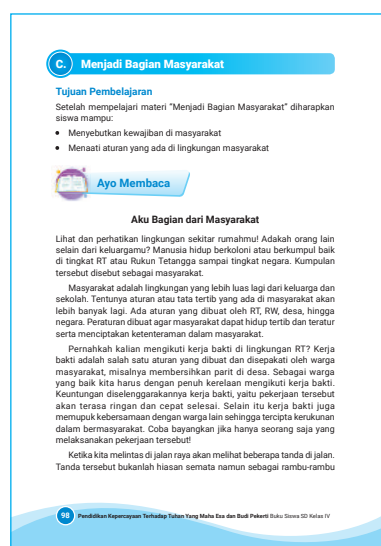 C. Menjadi Bagian Masyarakat
Tujuan Pembelajaran
Setelah mempelajari materi "Menjadi Bagian Masyarakat" diharapkan
siswa mampu:
• Menyebutkan kewajiban di masyarakat
• Menaati aturan yang ada di lingkungan masyarakat
Ayo Membaca
Aku Bagian dari Masyarakat
Lihat dan perhatikan lingkungan sekitar rumahmu! Adakah orang lain
selain dari keluargamu? Manusia hidup berkoloni atau berkumpul baik
di tingkat RT atau Rukun Tetangga sampai tingkat negara. Kumpulan
tersebut disebut sebagai masyarakat.
Masyarakat adalah lingkungan yang lebih luas lagi dari keluarga dan
sekolah. Tentunya aturan atau tata tertib yang ada di masyarakat akan
lebih banyak lagi. Ada aturan yang dibuat oleh RT, RW, desa, hingga
negara. Peraturan dibuat agar masyarakat dapat hidup tertib dan teratur
serta menciptakan ketenteraman dalam masyarakat.
Pernahkah kalian mengikuti kerja bakti di lingkungan RT? Kerja
bakti adalah salah satu aturan yang dibuat dan disepakati oleh warga
masyarakat, misalnya membersihkan parit di desa. Sebagai warga
yang baik kita harus dengan penuh kerelaan mengikuti kerja bakti.
Keuntungan diselenggarakannya kerja bakti, yaitu pekerjaan tersebut
akan terasa ringan dan cepat selesai. Selain itu kerja bakti juga
memupuk kebersamaan dengan warga lain sehingga tercipta kerukunan
dalam bermasyarakat. Coba bayangkan jika hanya seorang saja yang
melaksanakan pekerjaan tersebut!
Ketika kita melintas di jalan raya akan melihat beberapa tanda di jalan.
Tanda tersebut bukanlah hiasan semata namun sebagai rambu-rambu
98 Pendidikan Kepercayaan Terhadap Tuhan Yang Maha Esa dan Budi Pekerti Buku Siswa SD Kelas IV